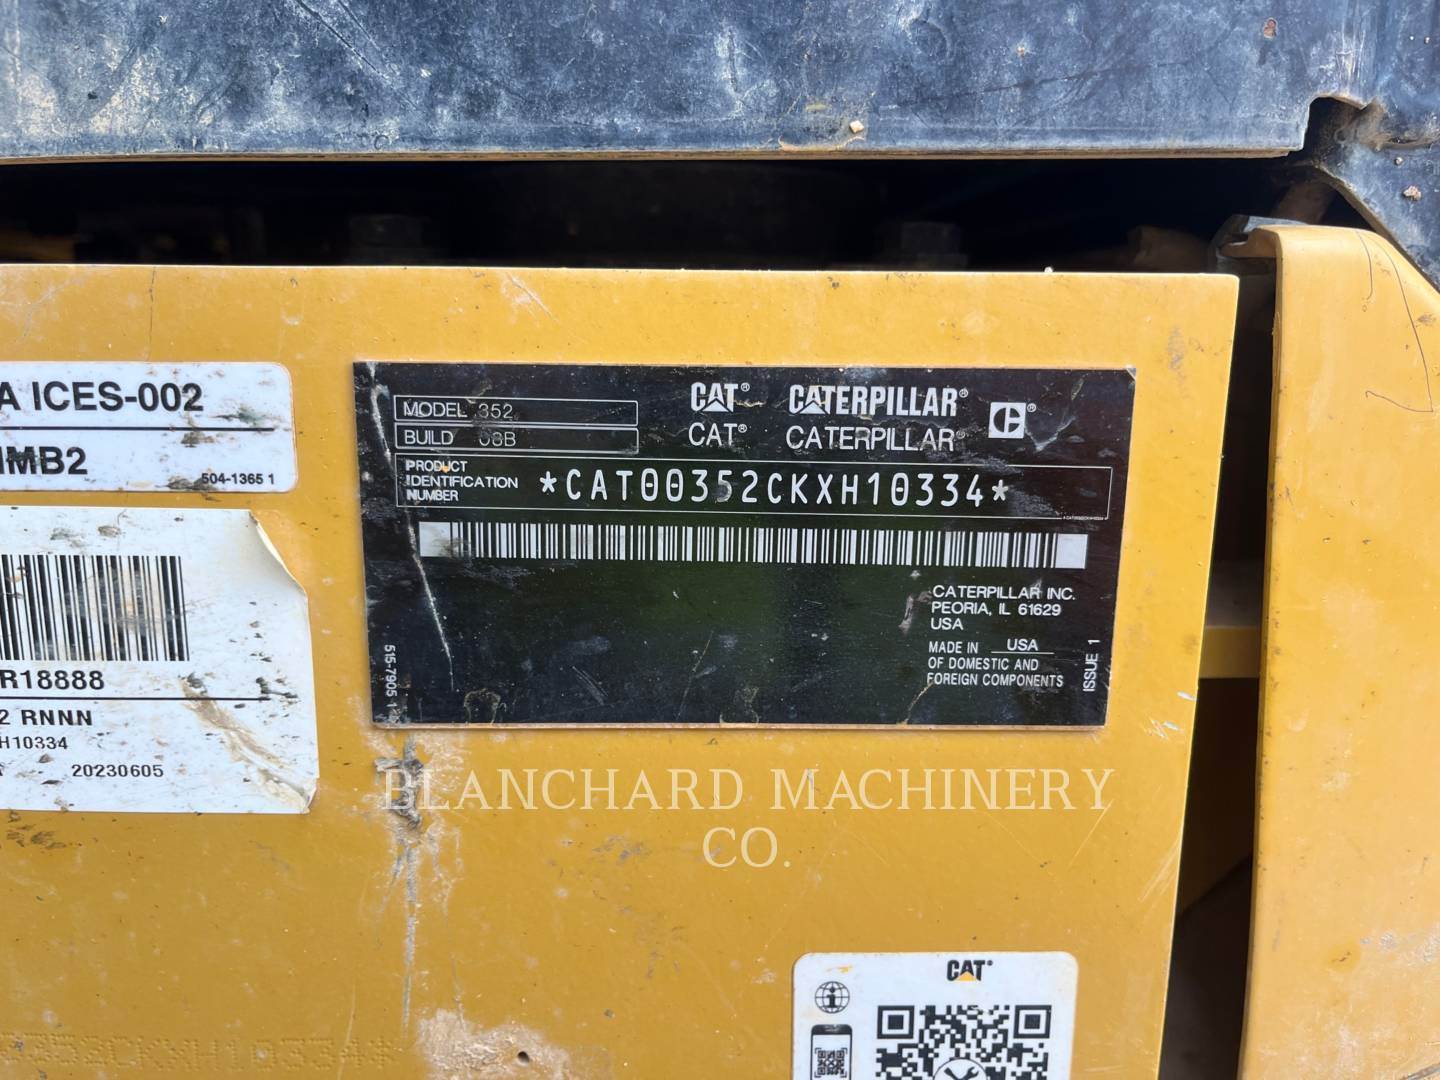 A ICES-002
IMB2
504-1365 1
R18888
2 RNNN
H10334
20230605
MODEL 352
BUILD 08B
CAT® CATERPILLAR® ®
CAT® CATERPILLAR®
PRODUCT
IDENTIFICATION
NUMBER
*CAT00352CKXH10334*
CATERPILLAR INC.
PEORIA, IL 61629
USA
MADE IN USA
OF DOMESTIC AND
FOREIGN COMPONENTS
ISSUE 1
515-7905
BLANCHARD MACHINERY
CO.
CAT®